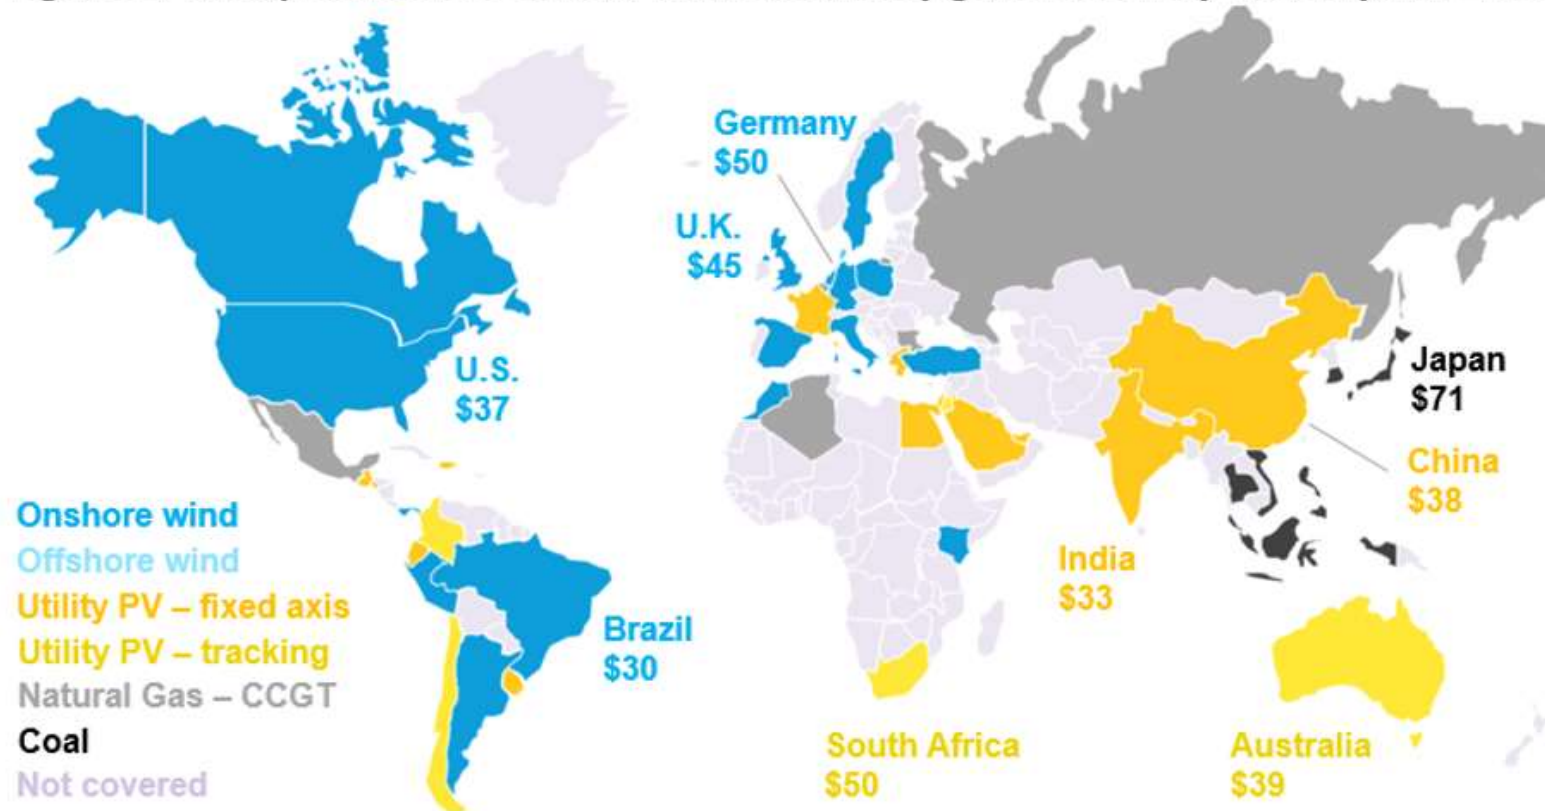 Germany
$50
U.K.
$45
U.S.
$37
Japan
$71
China
$38
India
$33
Brazil
$30
South Africa
$50
Australia
$39
Onshore wind
Offshore wind
Utility PV – fixed axis
Utility PV – tracking
Natural Gas – CCGT
Coal
Not covered